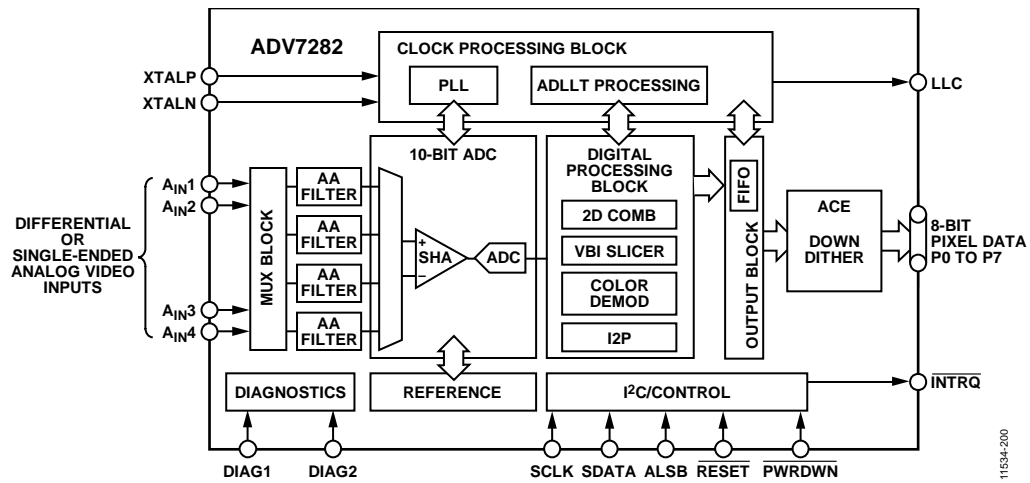 ADV7282
CLOCK PROCESSING BLOCK
PLL
ADLLT PROCESSING
XTALP
XTALN
LLC
10-BIT ADC
DIGITAL
PROCESSING
BLOCK
2D COMB
VBI SLICER
COLOR
DEMOD
I2P
DIFFERENTIAL
OR
SINGLE-ENDED
ANALOG VIDEO
INPUTS
AIN1
AIN2
AIN3
AIN4
MUX BLOCK
AA
FILTER
AA
FILTER
AA
FILTER
AA
FILTER
+
SHA
–
ADC
FIFO
OUTPUT BLOCK
ACE
DOWN
DITHER
8-BIT
PIXEL DATA
P0 TO P7
DIAGNOSTICS
REFERENCE
I2C/CONTROL
INTRQ
DIAG1
DIAG2
SCLK
SDATA
ALSB
RESET
PWRDWN
11534-200